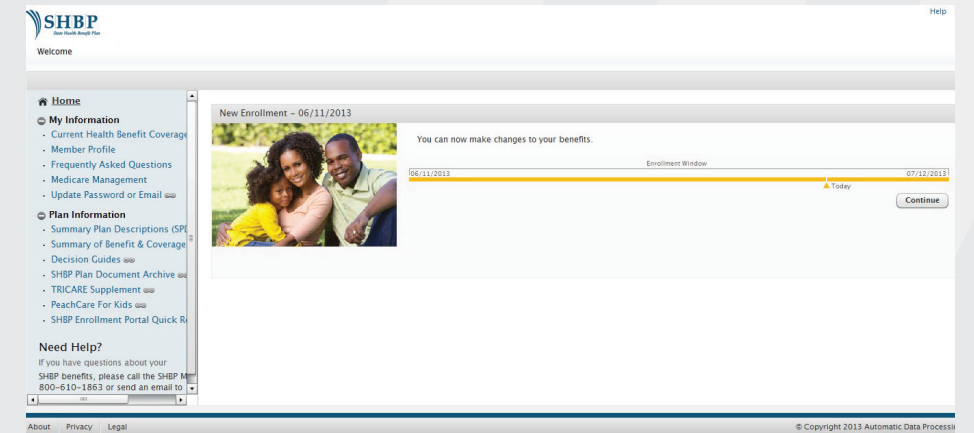 SHBP
State Health Benefit Plan
Help
Welcome
Home
My Information
Current Health Benefit Coverage
Member Profile
Frequently Asked Questions
Medicare Management
Update Password or Email
Plan Information
Summary Plan Descriptions (SPD
Summary of Benefit & Coverage
Decision Guides
SHBP Plan Document Archive
TRICARE Supplement
PeachCare For Kids
SHBP Enrollment Portal Quick Re
Need Help?
If you have questions about your
SHBP benefits, please call the SHBP M
800-610-1863 or send an email to
New Enrollment - 06/11/2013
You can now make changes to your benefits.
Enrollment Window
06/11/2013 07/12/2013
Today
Continue
About Privacy Legal
© Copyright 2013 Automatic Data Processin